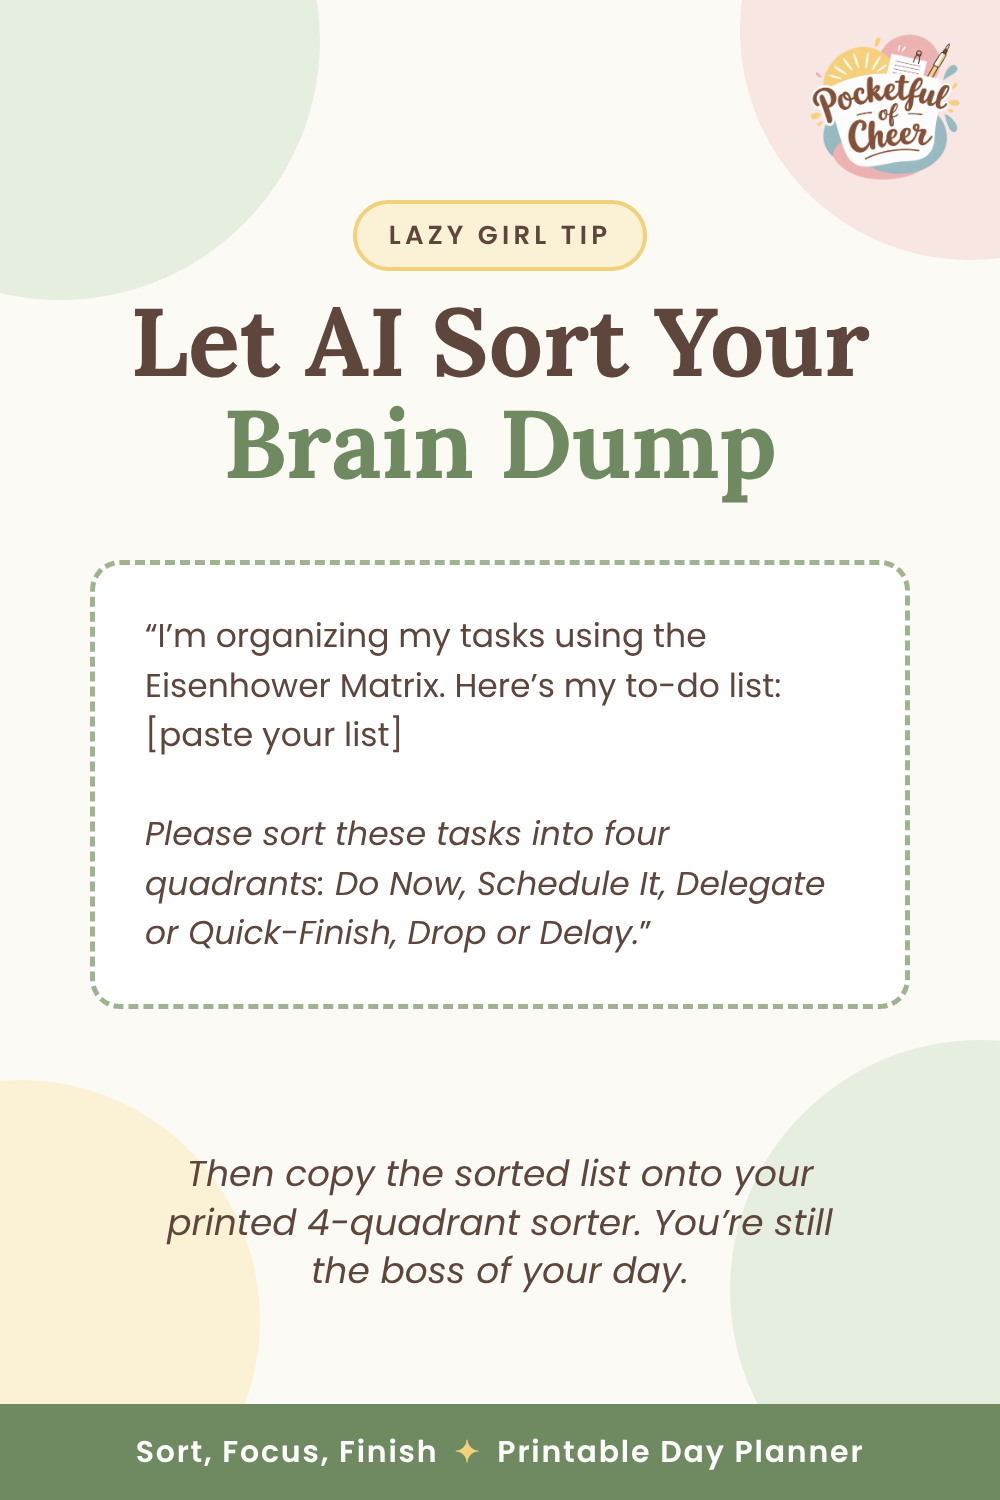 Pocketful
of
Cheer
LAZY GIRL TIP
Let AI Sort Your
Brain Dump
“I’m organizing my tasks using the
Eisenhower Matrix. Here’s my to-do list:
[paste your list]
Please sort these tasks into four
quadrants: Do Now, Schedule It, Delegate
or Quick-Finish, Drop or Delay.”
Then copy the sorted list onto your
printed 4-quadrant sorter. You’re still
the boss of your day.
Sort, Focus, Finish ✦ Printable Day Planner